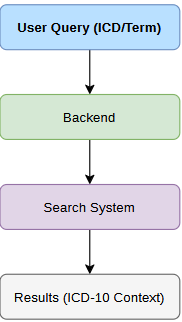 User Query (ICD/Term)
Backend
Search System
Results (ICD-10 Context)